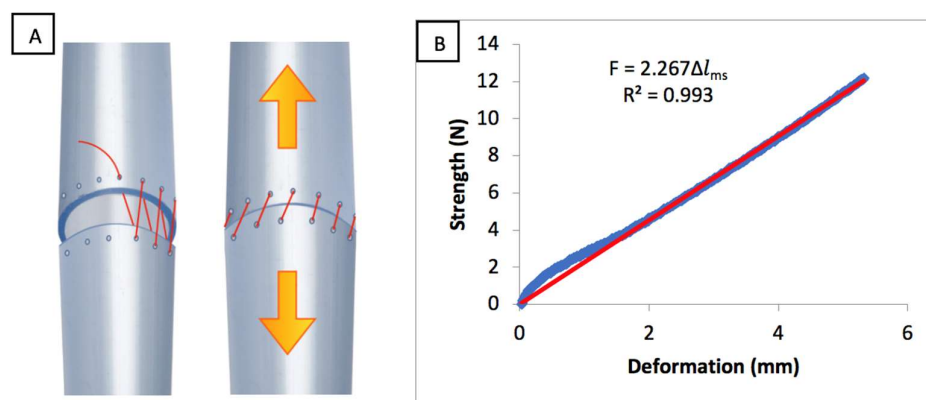 A
B
14
12
10
8
6
4
2
0
Strength (N)
F = 2.267Δlms
R² = 0.993
0
2
4
6
Deformation (mm)